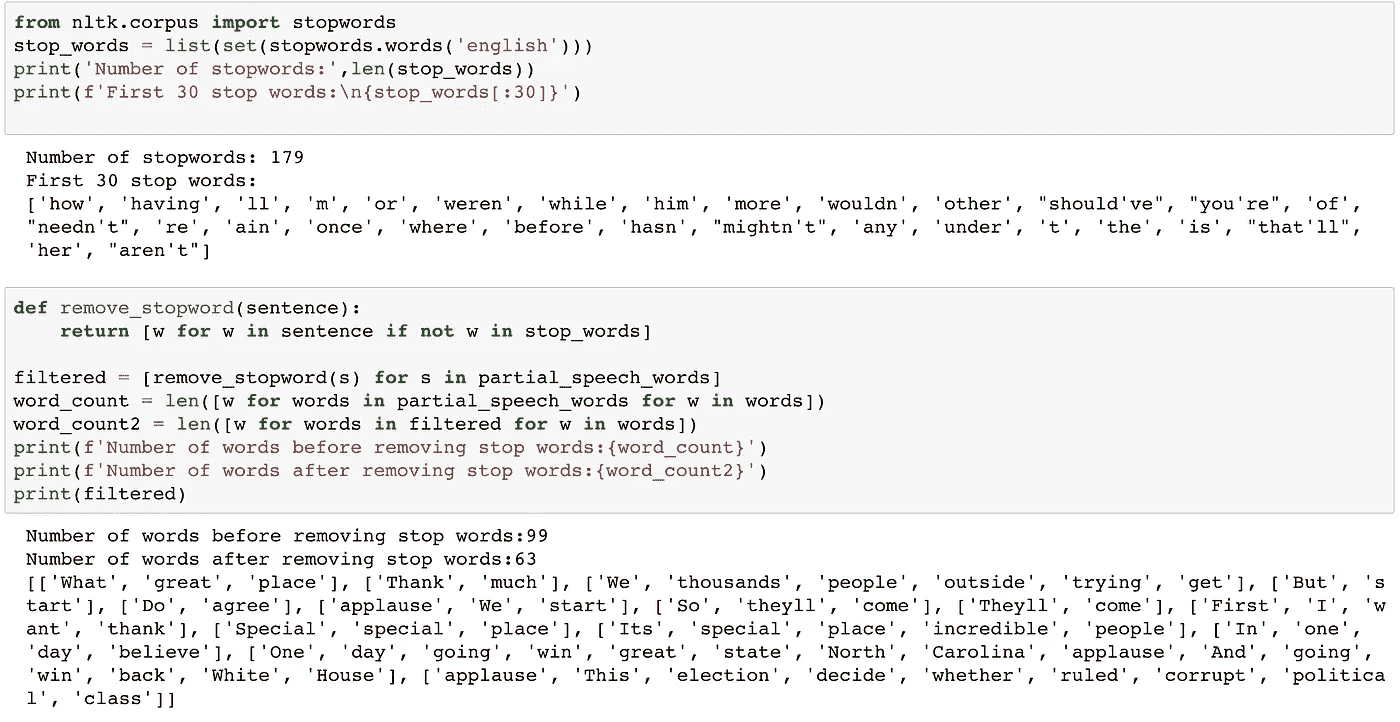 from nltk.corpus import stopwords
stop_words = list(set(stopwords.words('english')))
print('Number of stopwords:',len(stop_words))
print(f'First 30 stop words:\n{stop_words[:30]}')
Number of stopwords: 179
First 30 stop words:
['how', 'having', 'll', 'm', 'or', 'weren', 'while', 'him', 'more', 'wouldn', 'other', "should've", "you're", 'of',
"needn't", 're', 'ain', 'once', 'where', 'before', 'hasn', "mightn't", 'any', 'under', 't', 'the', 'is', "that'll",
'her', "aren't"]
def remove_stopword(sentence):
    return [w for w in sentence if not w in stop_words]
filtered = [remove_stopword(s) for s in partial_speech_words]
word_count = len([w for words in partial_speech_words for w in words])
word_count2 = len([w for words in filtered for w in words])
print(f'Number of words before removing stop words:{word_count}')
print(f'Number of words after removing stop words:{word_count2}')
print(filtered)
Number of words before removing stop words:99
Number of words after removing stop words:63
[['What', 'great', 'place'], ['Thank', 'much'], ['We', 'thousands', 'people', 'outside', 'trying', 'get'], ['But', 's
tart'], ['Do', 'agree'], ['applause', 'We', 'start'], ['So', 'theyll', 'come'], ['Theyll', 'come'], ['First', 'I', 'w
ant', 'thank'], ['Special', 'special', 'place'], ['Its', 'special', 'place', 'incredible', 'people'], ['In', 'one',
'day', 'believe'], ['One', 'day', 'going', 'win', 'great', 'state', 'North', 'Carolina', 'applause', 'And', 'going',
'win', 'back', 'White', 'House'], ['applause', 'This', 'election', 'decide', 'whether', 'ruled', 'corrupt', 'politica
l', 'class']]